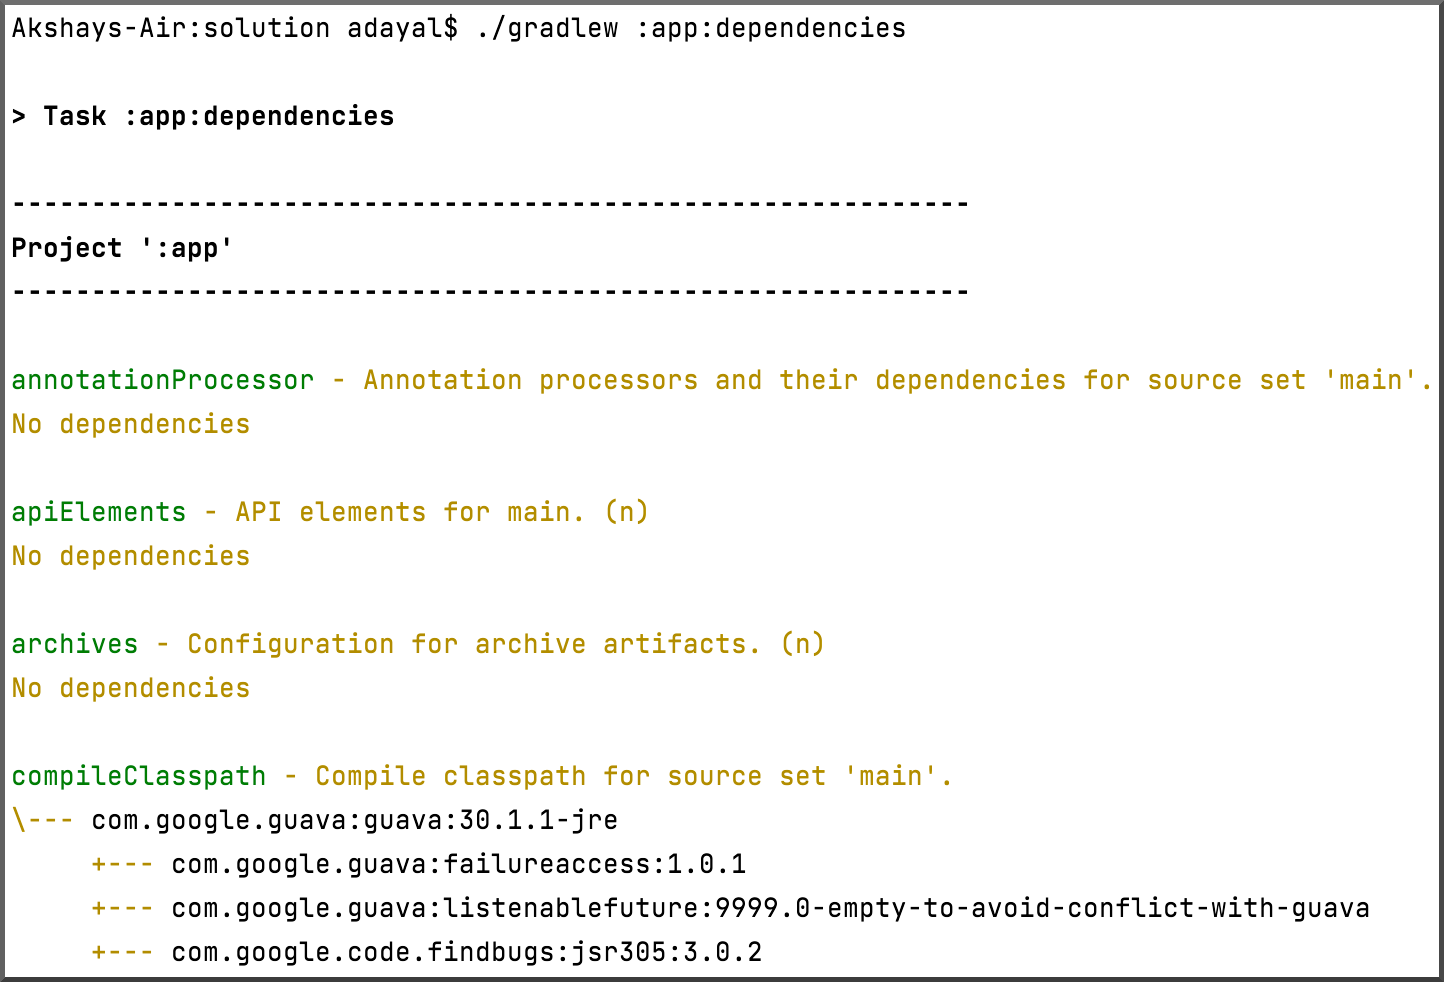 Akshays-Air:solution adayal$ ./gradlew :app:dependencies
> Task :app:dependencies
------------------------------------------------------------
Project ':app'
------------------------------------------------------------
annotationProcessor - Annotation processors and their dependencies for source set 'main'.
No dependencies
apiElements - API elements for main. (n)
No dependencies
archives - Configuration for archive artifacts. (n)
No dependencies
compileClasspath - Compile classpath for source set 'main'.
\--- com.google.guava:guava:30.1.1-jre
     +--- com.google.guava:failureaccess:1.0.1
     +--- com.google.guava:listenablefuture:9999.0-empty-to-avoid-conflict-with-guava
     +--- com.google.code.findbugs:jsr305:3.0.2